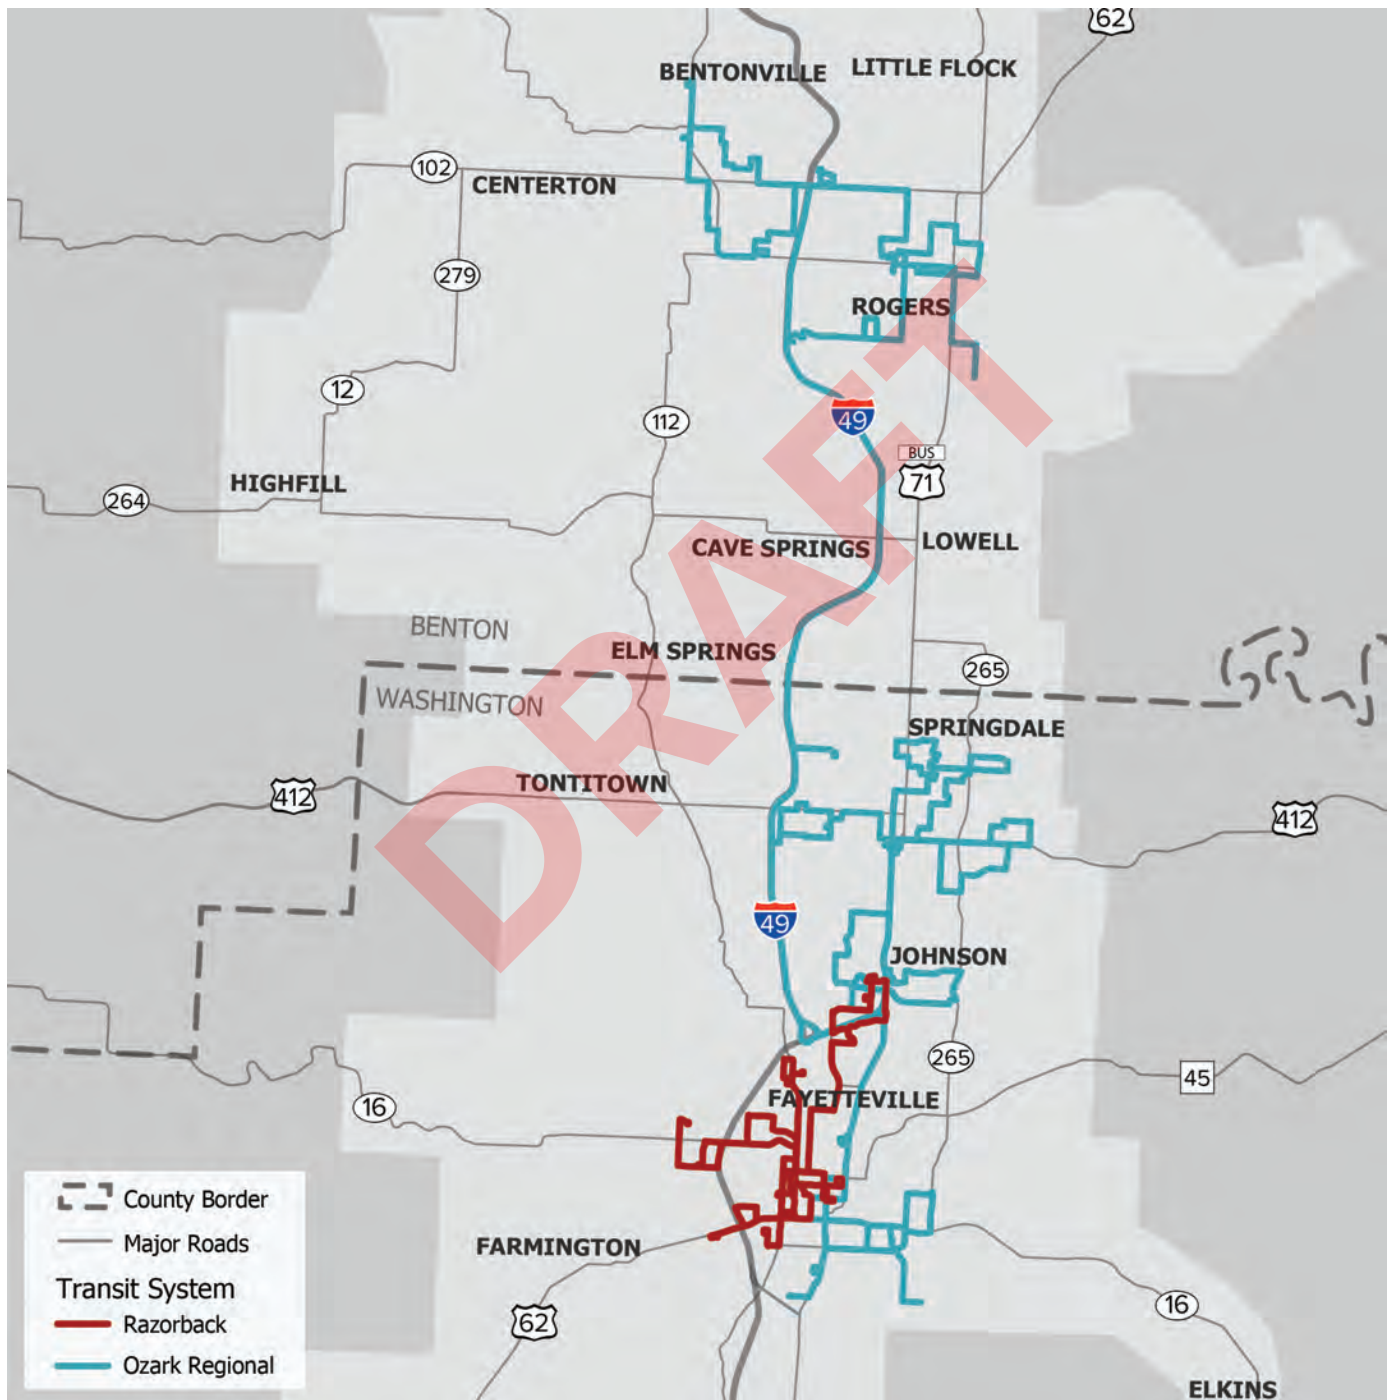 62
BENTONVILLE
LITTLE FLOCK
102
CENTERTON
279
ROGERS
12
112
49
BUS
71
HIGHFILL
264
CAVE SPRINGS
LOWELL
BENTON
ELM SPRINGS
265
WASHINGTON
SPRINGDALE
TONTITOWN
412
412
DRAFT
49
JOHNSON
265
45
16
FAYETTEVILLE
FARMINGTON
62
16
ELKINS
County Border
Major Roads
Transit System
Razorback
Ozark Regional